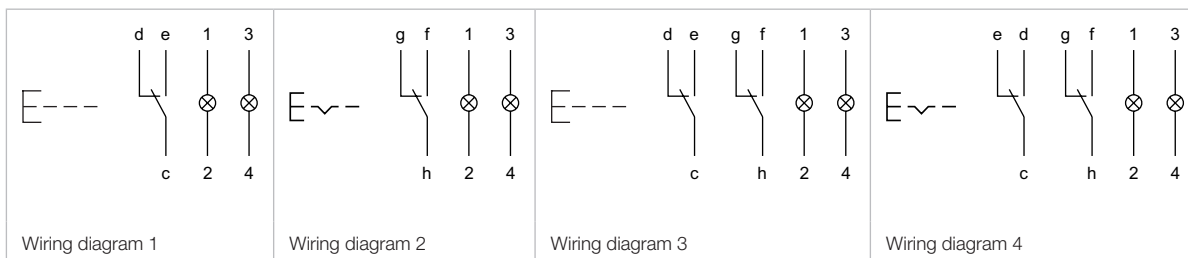 d e 1 3
c 2 4
Wiring diagram 1
g f 1 3
h 2 4
Wiring diagram 2
d e g f 1 3
c h 2 4
Wiring diagram 3
e d g f 1 3
c h 2 4
Wiring diagram 4